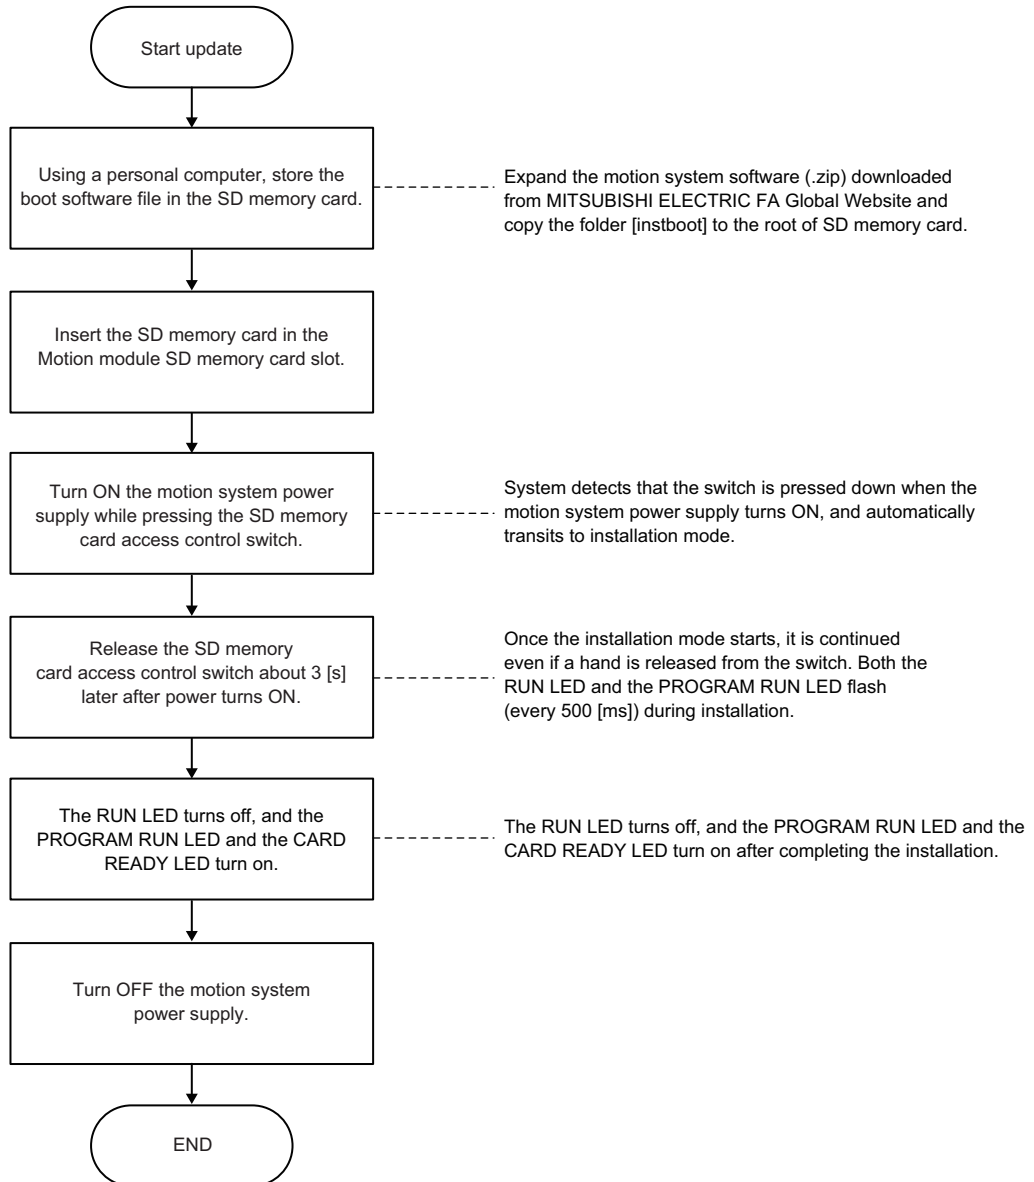 Start update
Using a personal computer, store the
boot software file in the SD memory card.
Expand the motion system software (.zip) downloaded
from MITSUBISHI ELECTRIC FA Global Website and
copy the folder [instboot] to the root of SD memory card.
Insert the SD memory card in the
Motion module SD memory card slot.
Turn ON the motion system power
supply while pressing the SD memory
card access control switch.
System detects that the switch is pressed down when the
motion system power supply turns ON, and automatically
transits to installation mode.
Release the SD memory
card access control switch about 3 [s]
later after power turns ON.
Once the installation mode starts, it is continued
even if a hand is released from the switch. Both the
RUN LED and the PROGRAM RUN LED flash
(every 500 [ms]) during installation.
The RUN LED turns off, and the
PROGRAM RUN LED and the CARD
READY LED turn on.
The RUN LED turns off, and the PROGRAM RUN LED and the
CARD READY LED turn on after completing the installation.
Turn OFF the motion system
power supply.
END